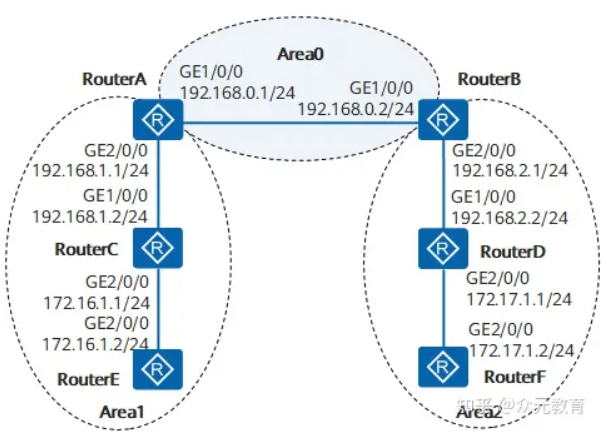 Area0
RouterA
RouterB
GE1/0/0
192.168.0.1/24
GE1/0/0
192.168.0.2/24
R
R
GE2/0/0
192.168.1.1/24
GE2/0/0
192.168.2.1/24
GE1/0/0
192.168.1.2/24
GE1/0/0
192.168.2.2/24
RouterC
R
R
RouterD
GE2/0/0
172.16.1.1/24
GE2/0/0
172.17.1.1/24
GE2/0/0
172.16.1.2/24
GE2/0/0
172.17.1.2/24
RouterE
R
R
RouterF
Area1
Area2
知乎 @众元教育